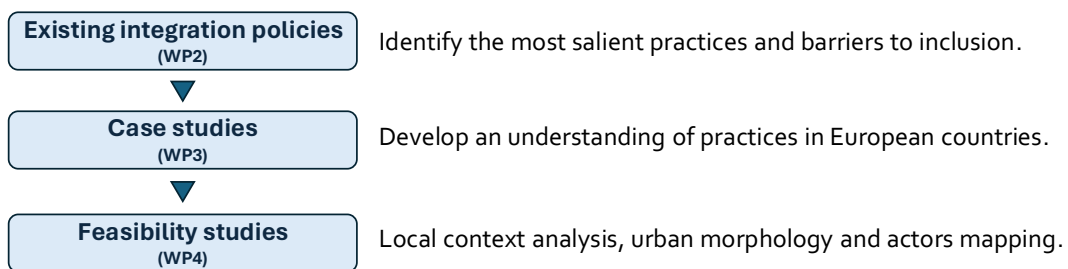 Existing integration policies
(WP2)
Identify the most salient practices and barriers to inclusion.
Case studies
(WP3)
Develop an understanding of practices in European countries.
Feasibility studies
(WP4)
Local context analysis, urban morphology and actors mapping.